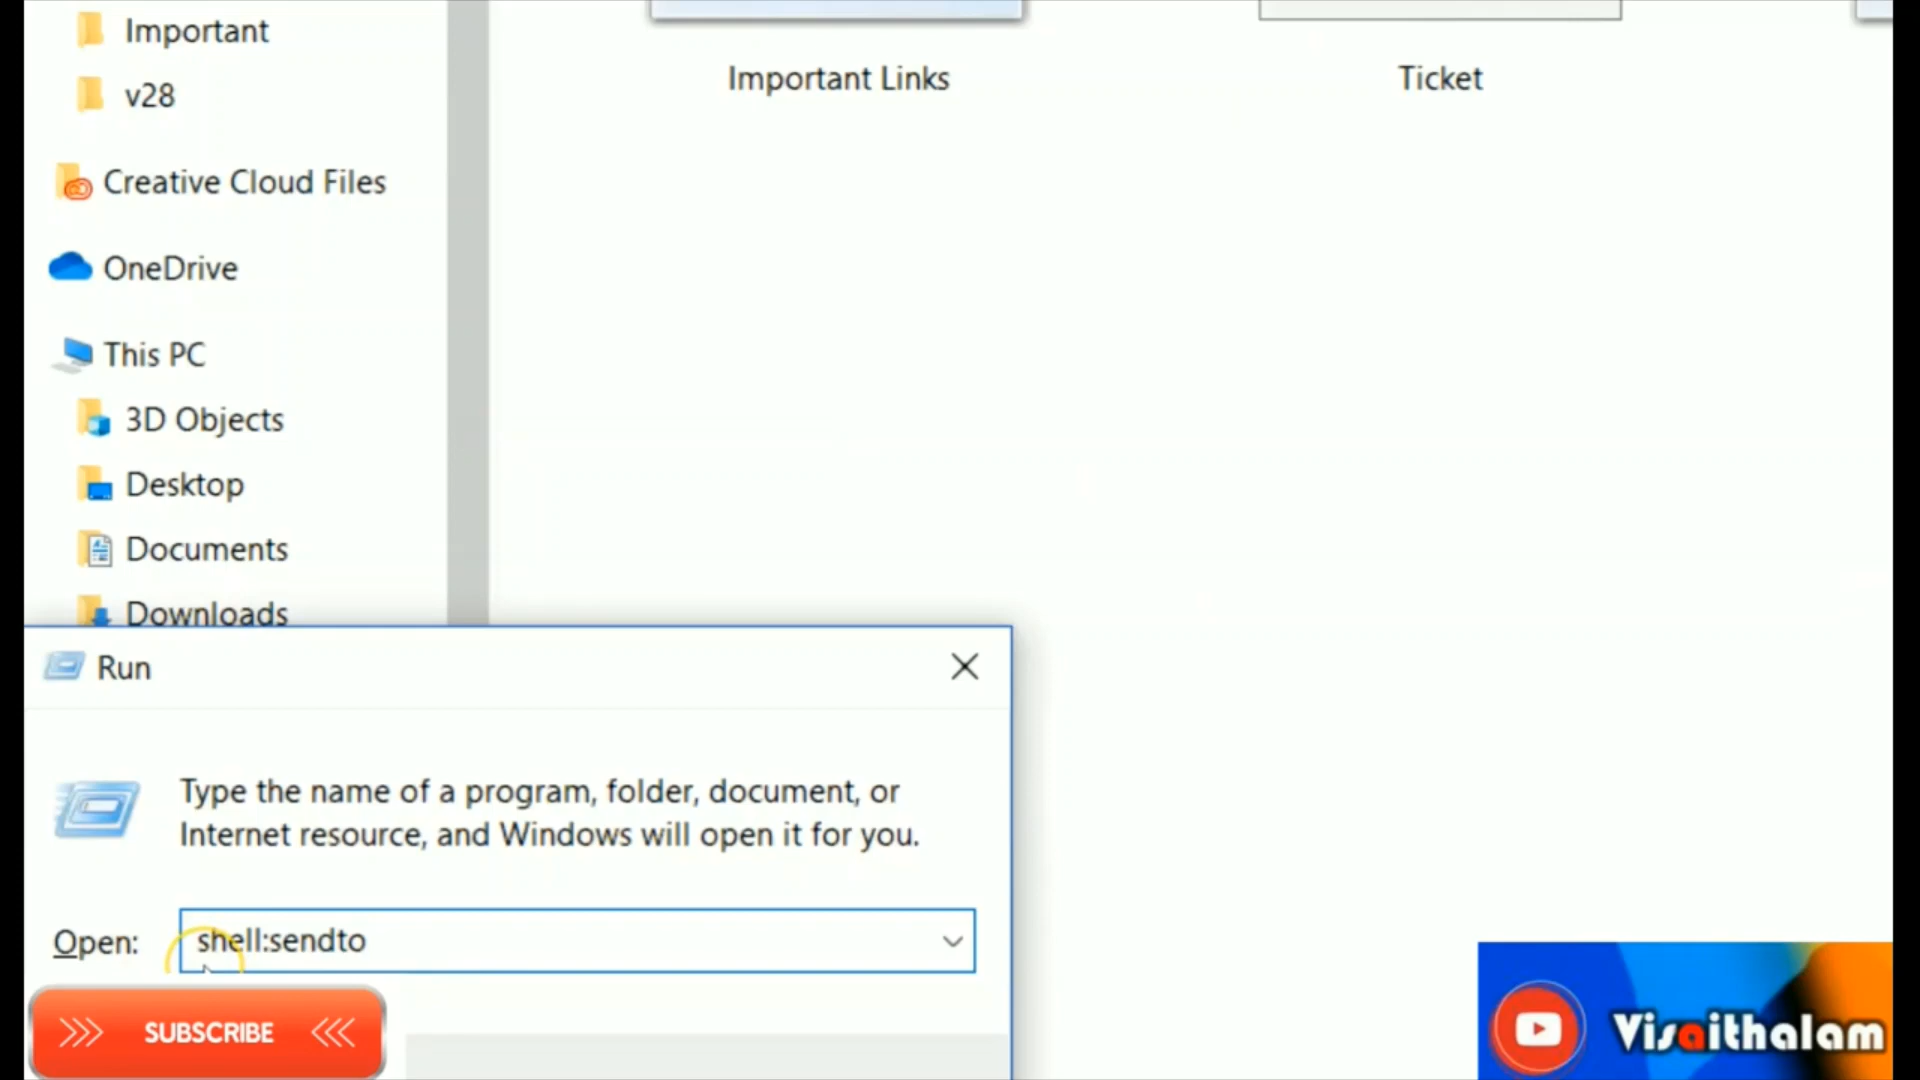 Important
v28
Creative Cloud Files
OneDrive
This PC
3D Objects
Desktop
Documents
Downloads
Important Links
Ticket
Run
Type the name of a program, folder, document, or
Internet resource, and Windows will open it for you.
Open:
shell:sendto
SUBSCRIBE
Visaithalam